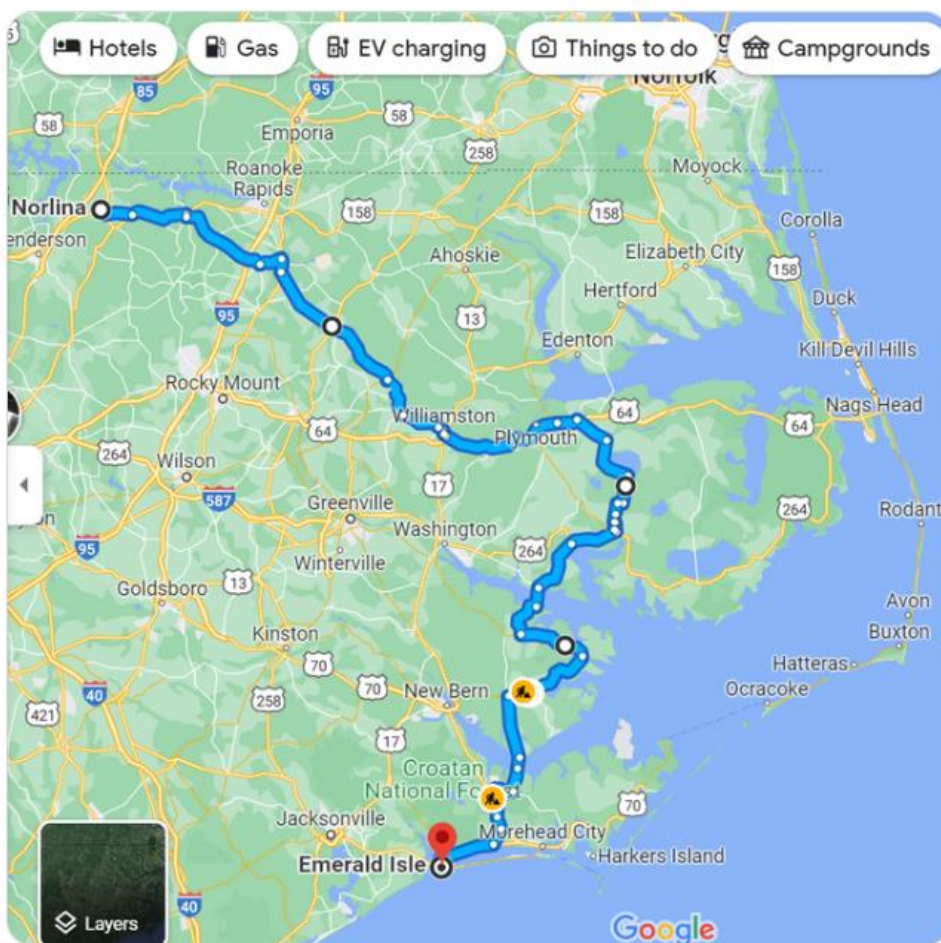 Hotels
Gas
EV charging
Things to do
Campgrounds
Norfolk
85
95
58
58
Emporia
258
Moyock
Roanoke
Rapids
Norlina
158
158
Corolla
Ahoskie
Elizabeth City
158
Hertford
Duck
95
13
Edenton
Kill Devil Hills
Rocky Mount
Nags Head
Williamston
64
64
64
Plymouth
264
Wilson
17
587
Greenville
264
Rodant
Washington
95
264
Winterville
13
Goldsboro
Avon
Kinston
Buxton
70
Hatteras
70
New Bern
Ocracoke
40
258
421
17
Croatan
National Forest
70
Jacksonville
Morehead City
Harkers Island
Emerald Isle
40
Layers
Google